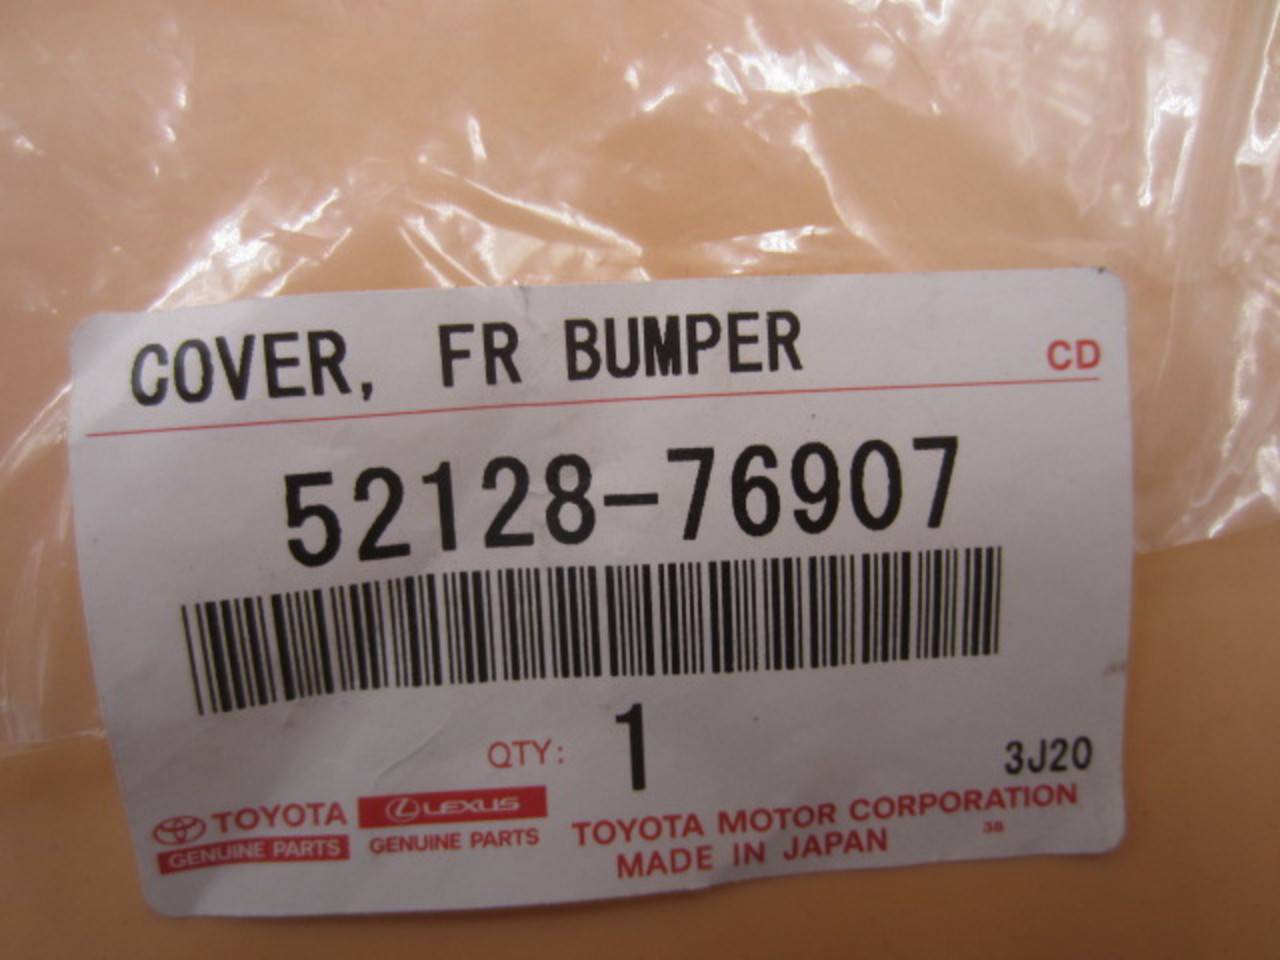 COVER, FR BUMPER CD
52128-76907
QTY: 1
3J20
TOYOTA
GENUINE PARTS
LEXUS
GENUINE PARTS
TOYOTA MOTOR CORPORATION
MADE IN JAPAN
38